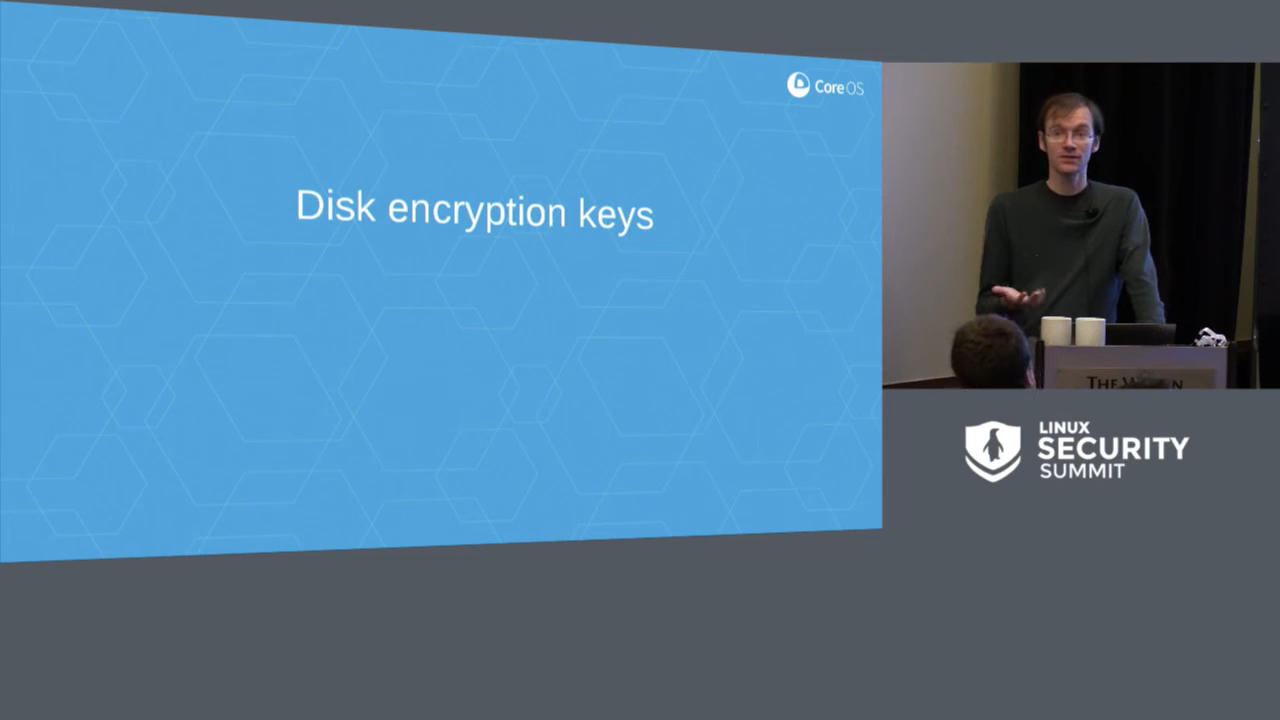 CoreOS
Disk encryption keys
LINUX
SECURITY
SUMMIT